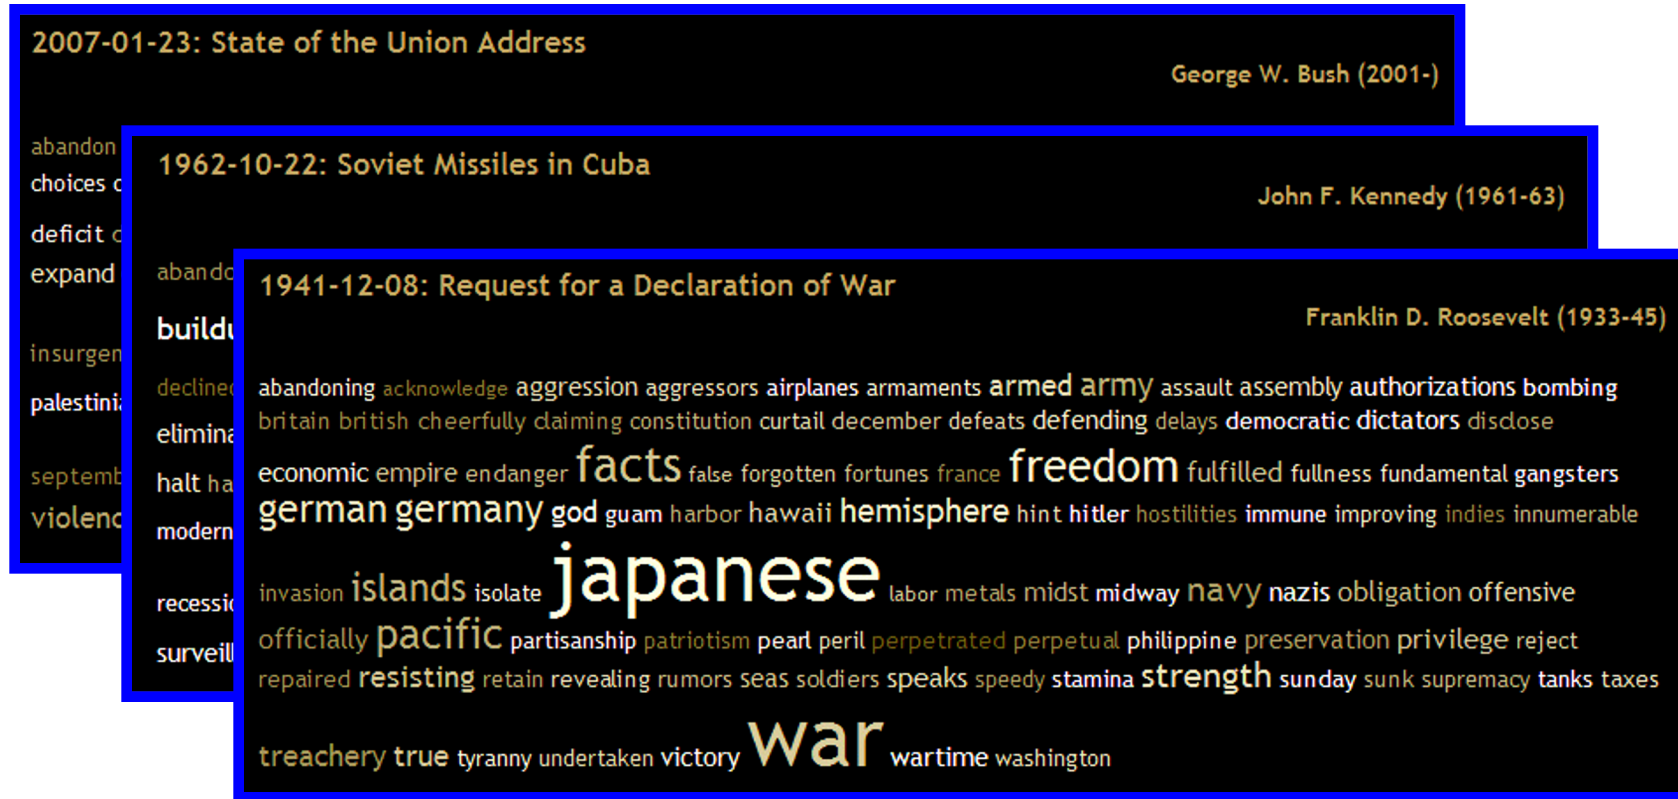 2007-01-23: State of the Union Address
George W. Bush (2001-)
abandon
choices
deficit
expand
insurgen
palestini
septemb
violenc
1962-10-22: Soviet Missiles in Cuba
John F. Kennedy (1961-63)
abando
build
declined
elimina
halt ha
modern
recessi
surveil
1941-12-08: Request for a Declaration of War
Franklin D. Roosevelt (1933-45)
abandoning acknowledge aggression aggressors airplanes armaments armed army assault assembly authorizations bombing
britain british cheerfully claiming constitution curtail december defeats defending delays democratic dictators disclose
economic empire endanger facts false forgotten fortunes france freedom fulfilled fullness fundamental gangsters
german germany god guam harbor hawaii hemisphere hint hitler hostilities immune improving indies innumerable
invasion islands isolate japanese labor metals midst midway navy nazis obligation offensive
officially pacific partisanship patriotism pearl peril perpetrated perpetual philippine preservation privilege reject
repaired resisting retain revealing rumors seas soldiers speaks speedy stamina strength sunday sunk supremacy tanks taxes
treachery true tyranny undertaken victory war wartime washington